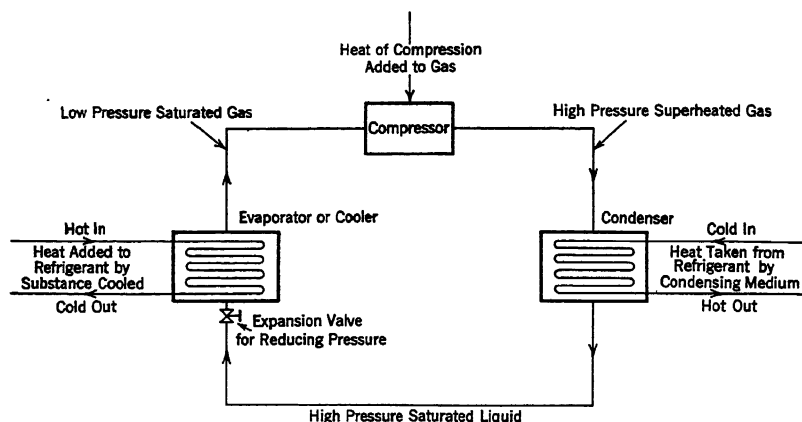 Heat of Compression
Added to Gas
Low Pressure Saturated Gas
High Pressure Superheated Gas
Compressor
Evaporator or Cooler
Condenser
Hot In
Heat Added to
Refrigerant by
Substance Cooled
Cold Out
Cold In
Heat Taken from
Refrigerant by
Condensing Medium
Hot Out
Expansion Valve
for Reducing Pressure
High Pressure Saturated Liquid